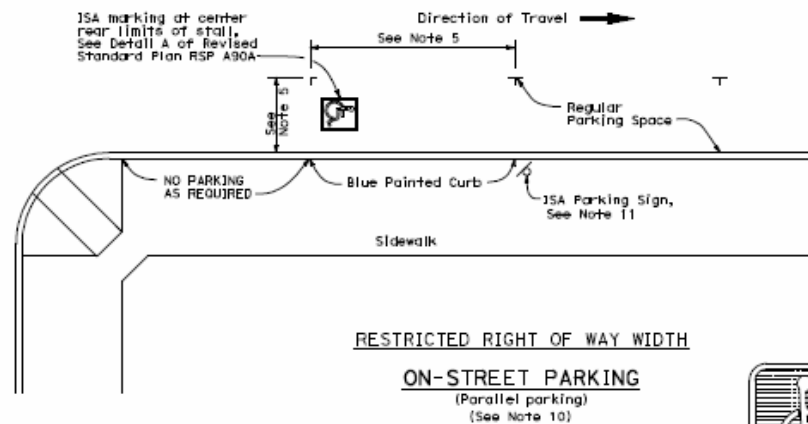 ISA marking at center
rear limits of stall,
See Detail A of Revised
Standard Plan RSP A90A
Direction of Travel
See Note 5
See
Note 5
Regular
Parking Space
NO PARKING
AS REQUIRED
Blue Painted Curb
ISA Parking Sign,
See Note 11
Sidewalk
RESTRICTED RIGHT OF WAY WIDTH
ON-STREET PARKING
(Parallel parking)
(See Note 10)